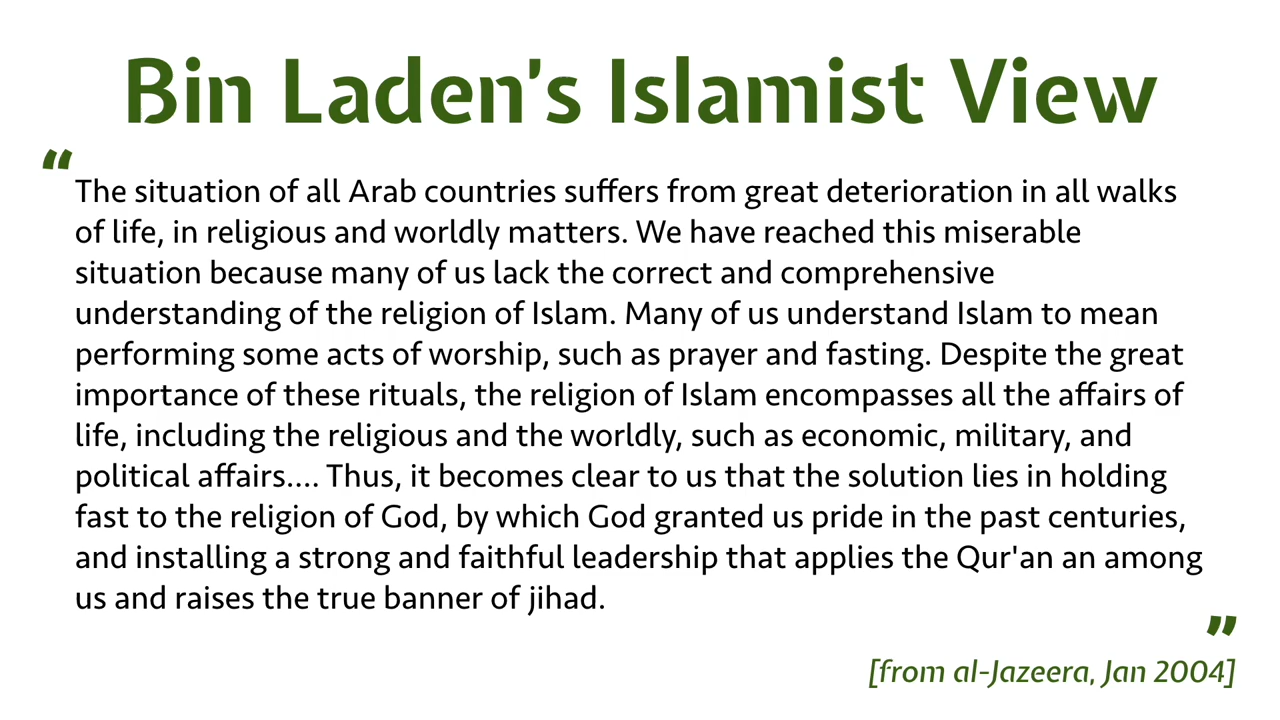 Bin Laden's Islamist View
“
The situation of all Arab countries suffers from great deterioration in all walks
of life, in religious and worldly matters. We have reached this miserable
situation because many of us lack the correct and comprehensive
understanding of the religion of Islam. Many of us understand Islam to mean
performing some acts of worship, such as prayer and fasting. Despite the great
importance of these rituals, the religion of Islam encompasses all the affairs of
life, including the religious and the worldly, such as economic, military, and
political affairs.... Thus, it becomes clear to us that the solution lies in holding
fast to the religion of God, by which God granted us pride in the past centuries,
and installing a strong and faithful leadership that applies the Qur'an an among
us and raises the true banner of jihad.
”
[from al-Jazeera, Jan 2004]